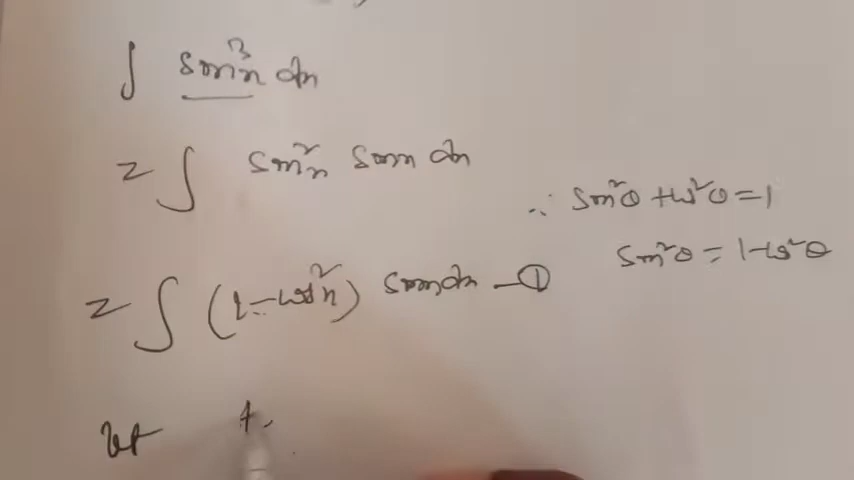 ∫ sin³x dx
= ∫ sin²x sinx dx
∵ sin²θ + cos²θ = 1
sin²θ = 1 - cos²θ
= ∫ (1 - cos²x) sinx dx — ①
let t